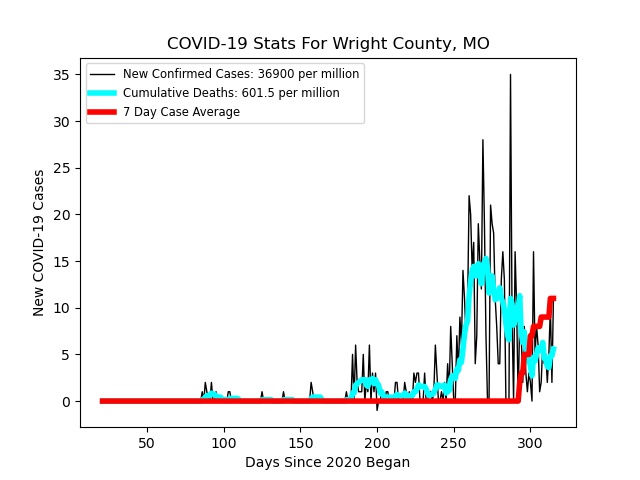 COVID-19 Stats For Wright County, MO
New Confirmed Cases: 36900 per million
Cumulative Deaths: 601.5 per million
7 Day Case Average
New COVID-19 Cases
35
30
25
20
15
10
5
0
50 100 150 200 250 300
Days Since 2020 Began